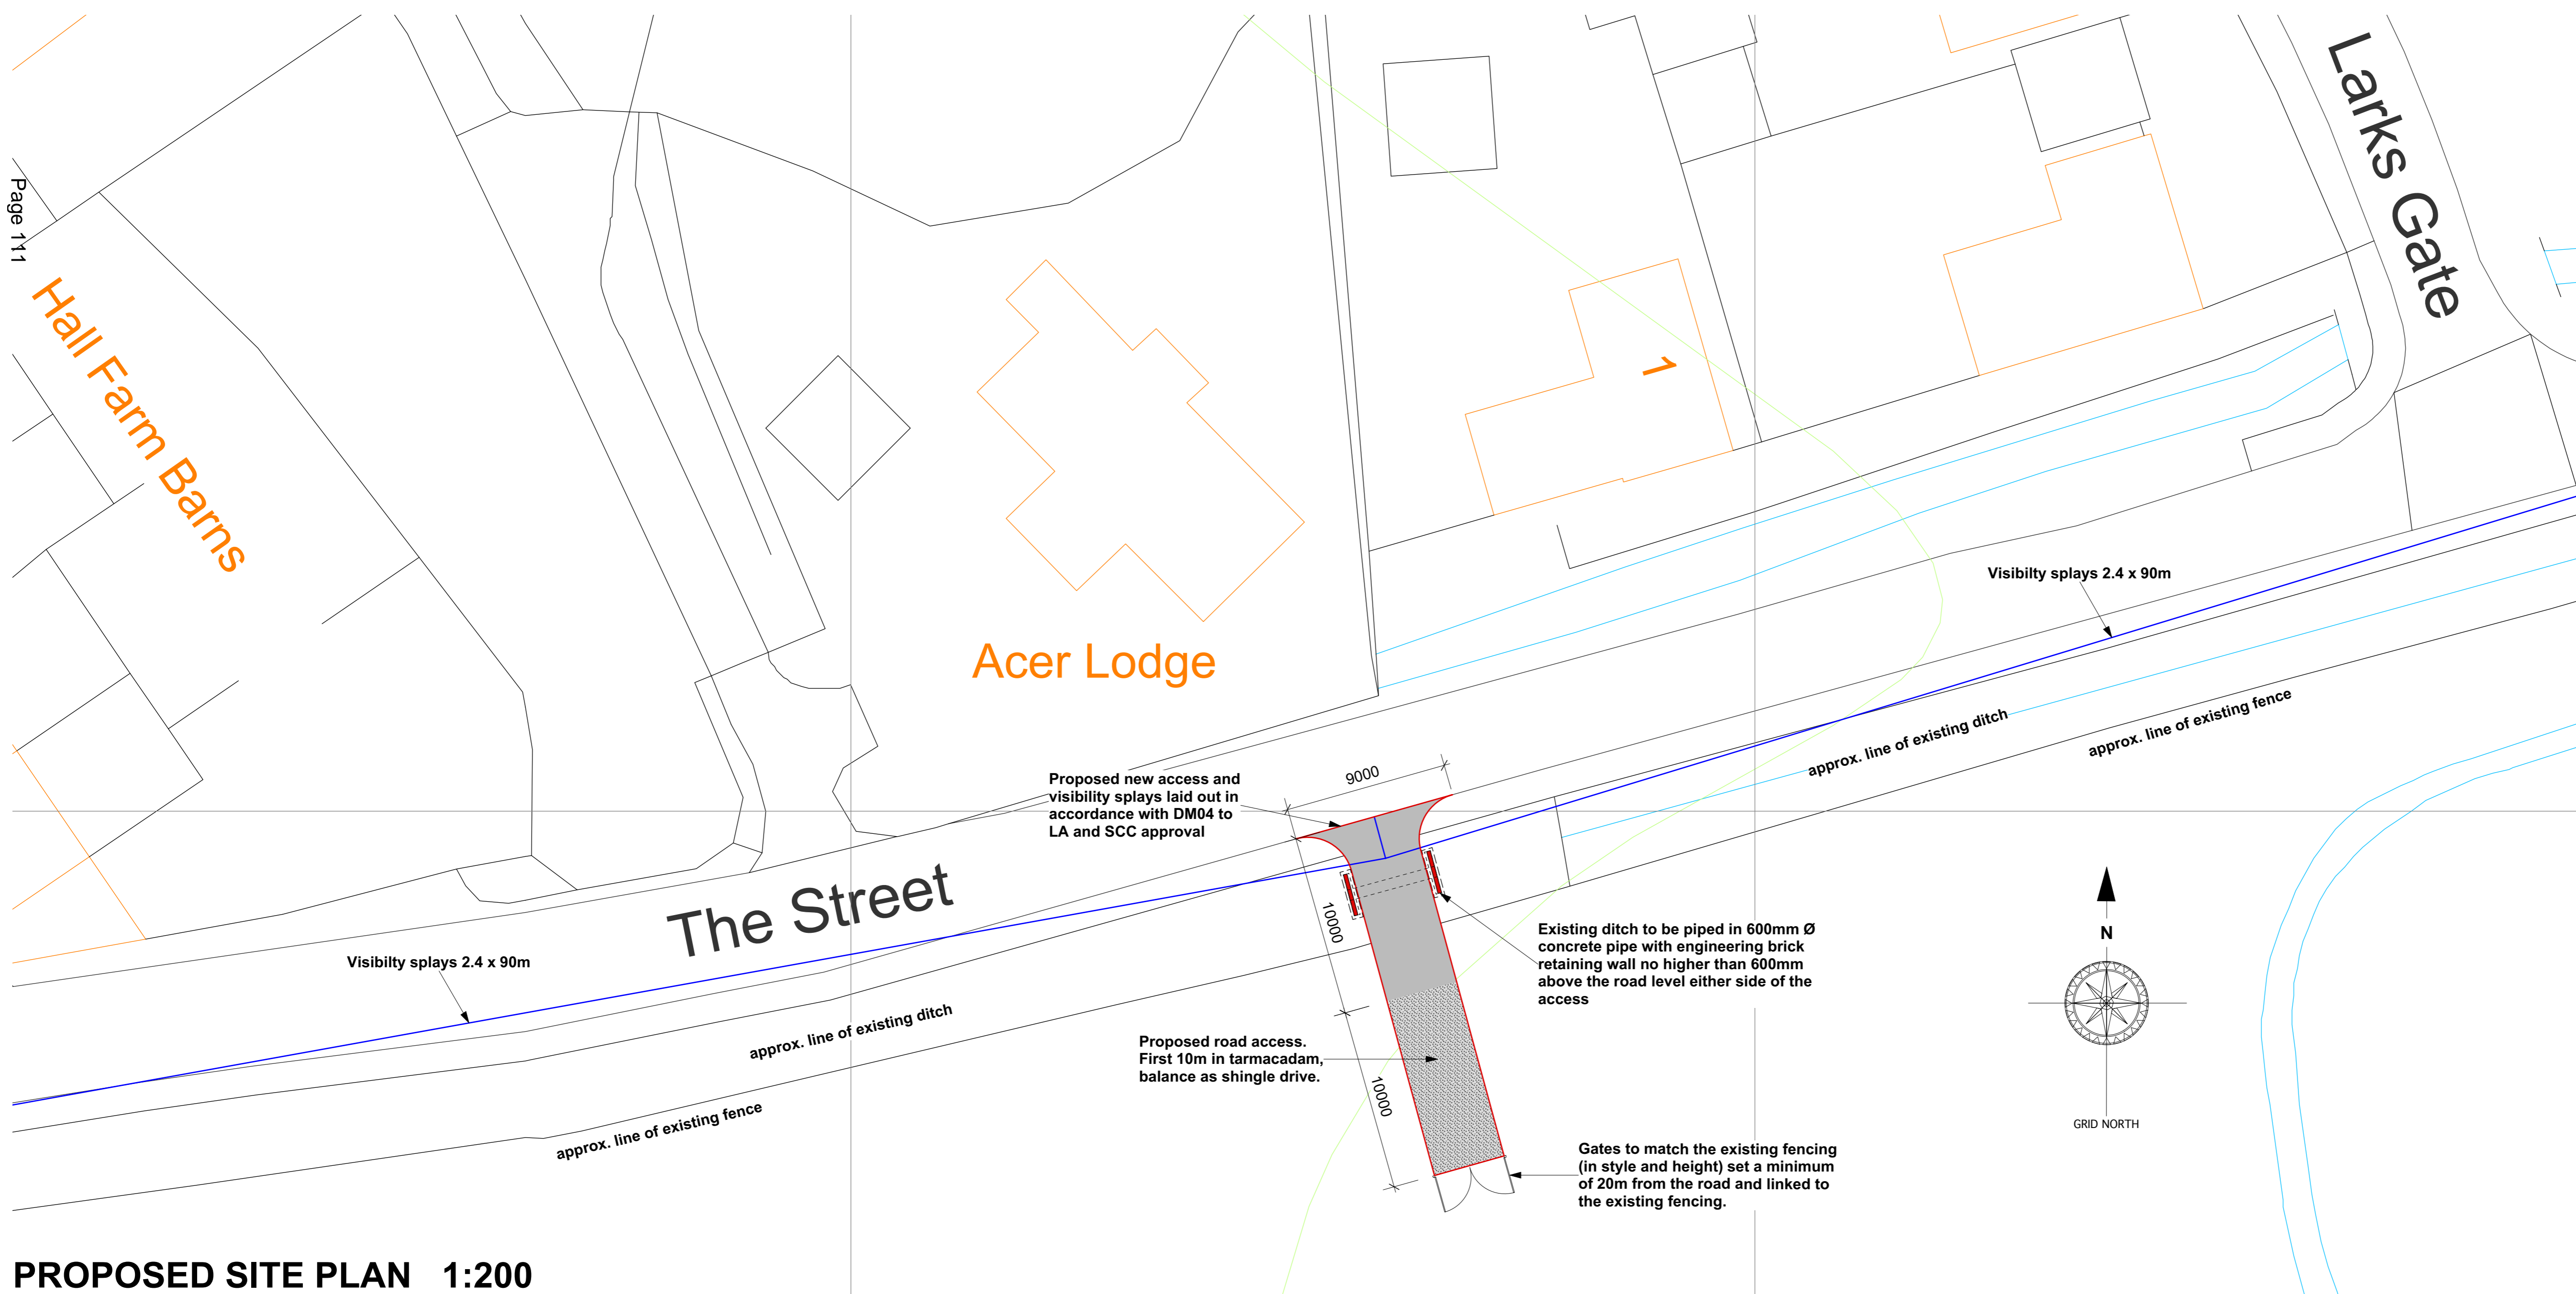 Larks Gate
Page 111
Hall Farm Barns
1
Visibilty splays 2.4 x 90m
Acer Lodge
approx. line of existing ditch
approx. line of existing fence
9000
Proposed new access and
visibility splays laid out in
accordance with DM04 to
LA and SCC approval
The Street
10000
Existing ditch to be piped in 600mm Ø
concrete pipe with engineering brick
retaining wall no higher than 600mm
above the road level either side of the
access
N
Visibilty splays 2.4 x 90m
approx. line of existing ditch
Proposed road access.
First 10m in tarmacadam,
balance as shingle drive.
10000
approx. line of existing fence
GRID NORTH
Gates to match the existing fencing
(in style and height) set a minimum
of 20m from the road and linked to
the existing fencing.
PROPOSED SITE PLAN 1:200